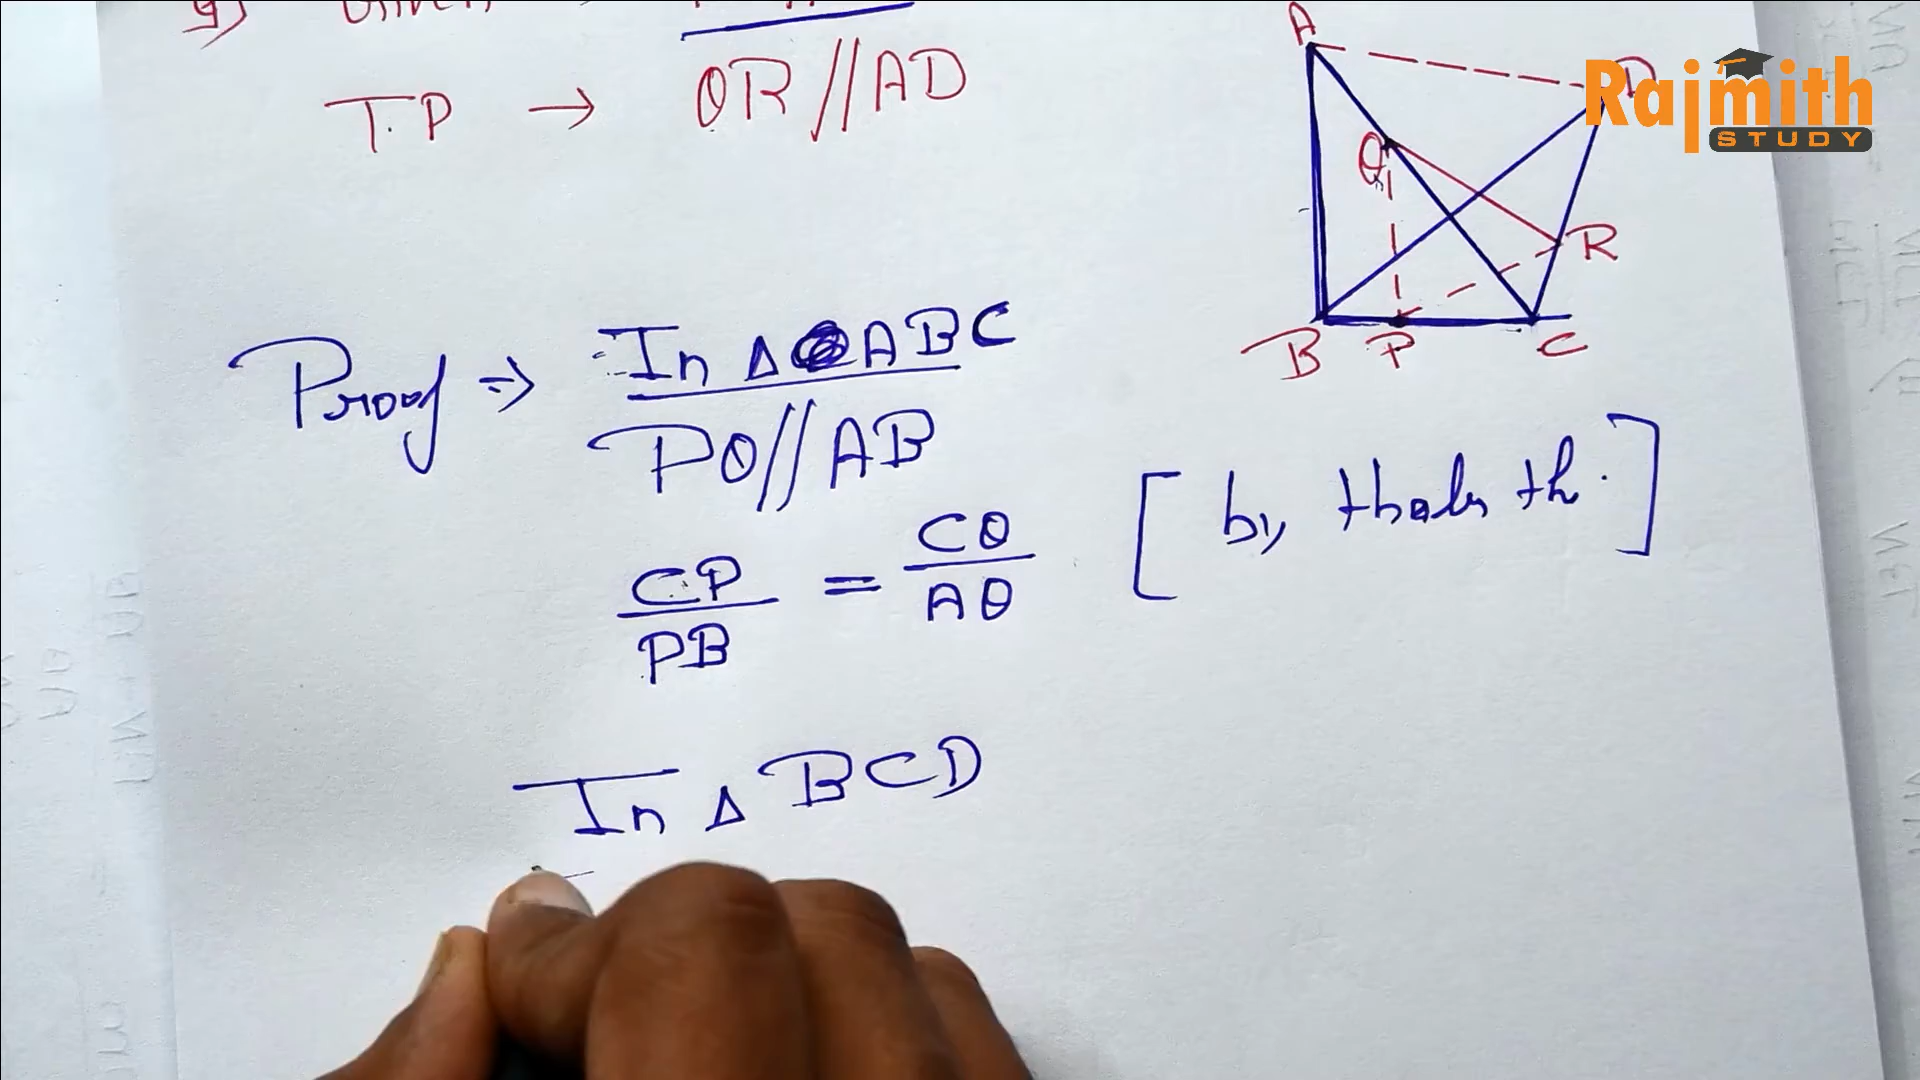 T.P → QR // AD
Proof ⇒ In Δ ABC
PQ // AB
CP/PB = CQ/AQ [by thales th.]
In Δ BCD
A
D
Q
R
B P C
Rajmith
STUDY